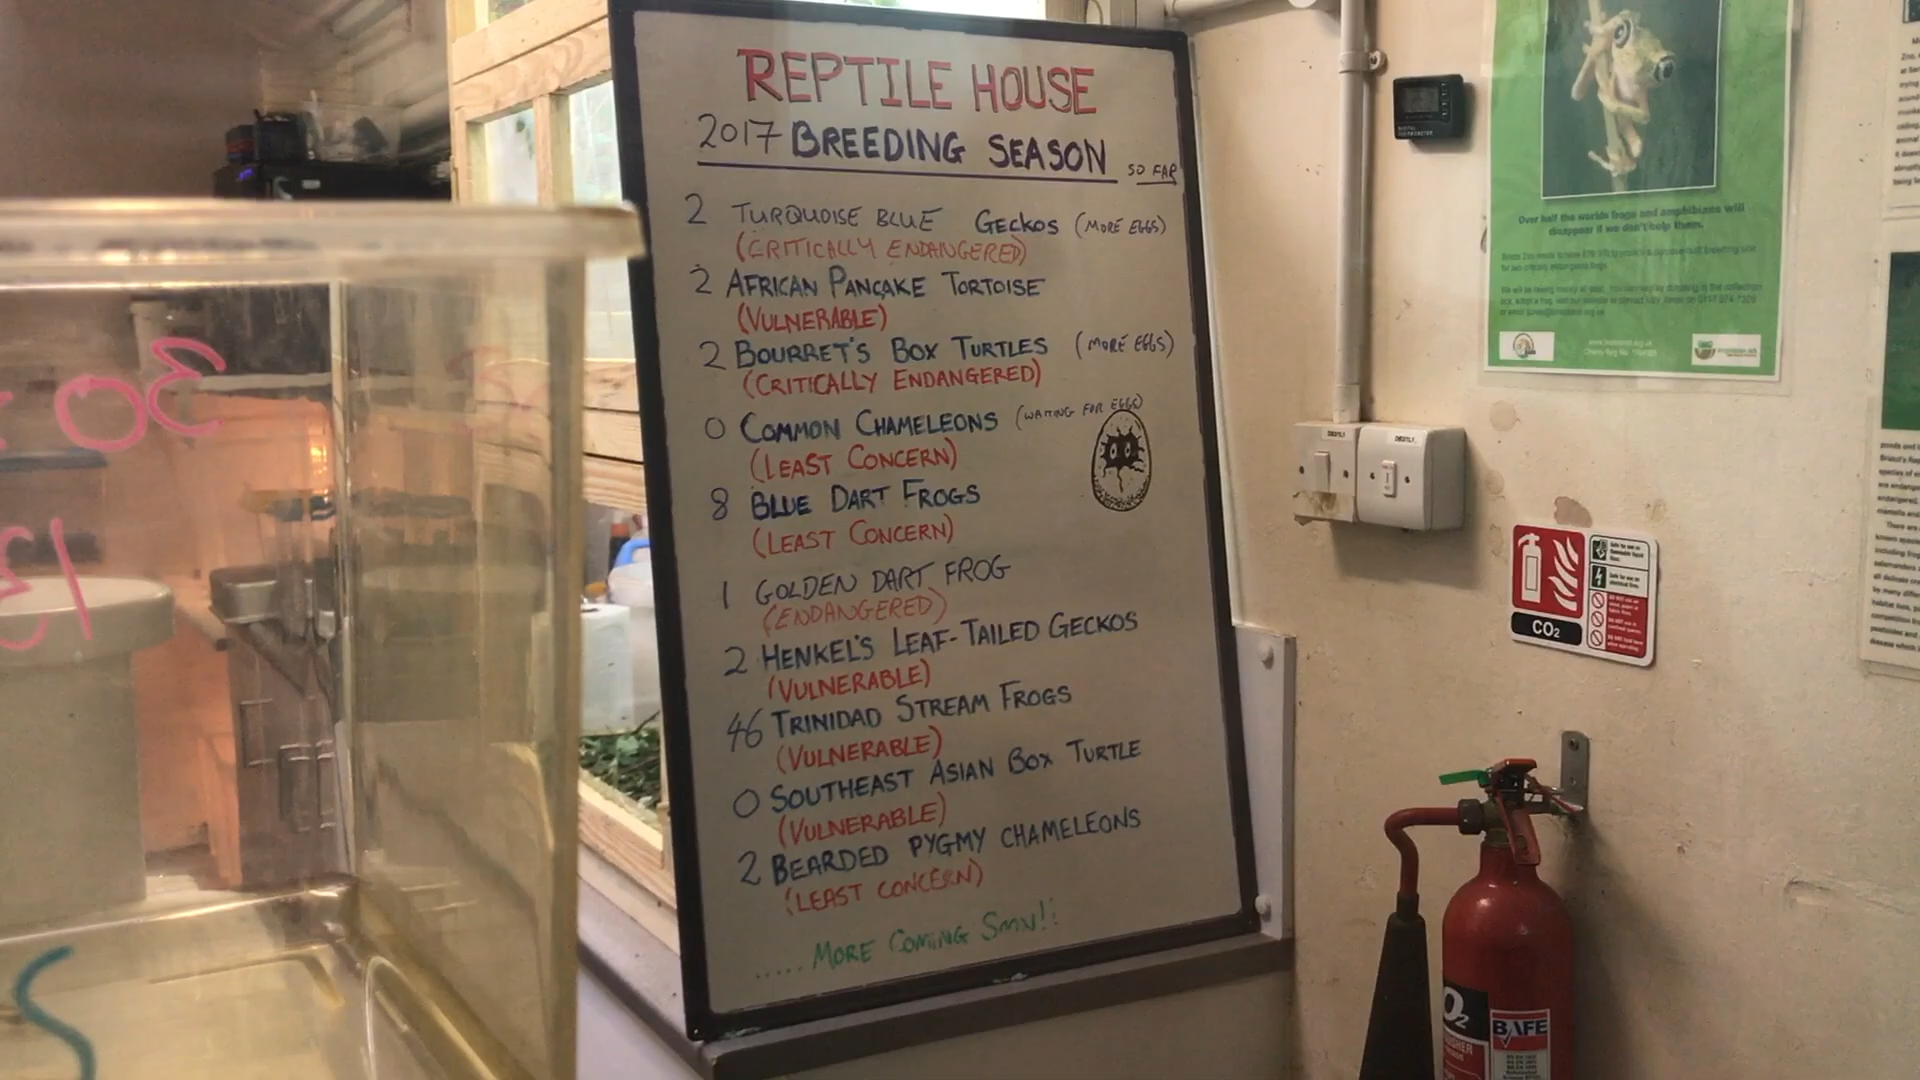 REPTILE HOUSE
2017 BREEDING SEASON SO FAR
2 TURQUOISE BLUE GECKOS (MORE EGGS)
(CRITICALLY ENDANGERED)
2 AFRICAN PANCAKE TORTOISE
(VULNERABLE)
2 BOURRET'S BOX TURTLES (MORE EGGS)
(CRITICALLY ENDANGERED)
0 COMMON CHAMELEONS (WAITING FOR EGGS)
(LEAST CONCERN)
8 BLUE DART FROGS
(LEAST CONCERN)
1 GOLDEN DART FROG
(ENDANGERED)
2 HENKEL'S LEAF-TAILED GECKOS
(VULNERABLE)
46 TRINIDAD STREAM FROGS
(VULNERABLE)
0 SOUTHEAST ASIAN BOX TURTLE
(VULNERABLE)
2 BEARDED PYGMY CHAMELEONS
(LEAST CONCERN)
..... MORE COMING SOON!!
Over half the worlds frogs and amphibians will
disappear if we don't help them.
CO2
BAFE